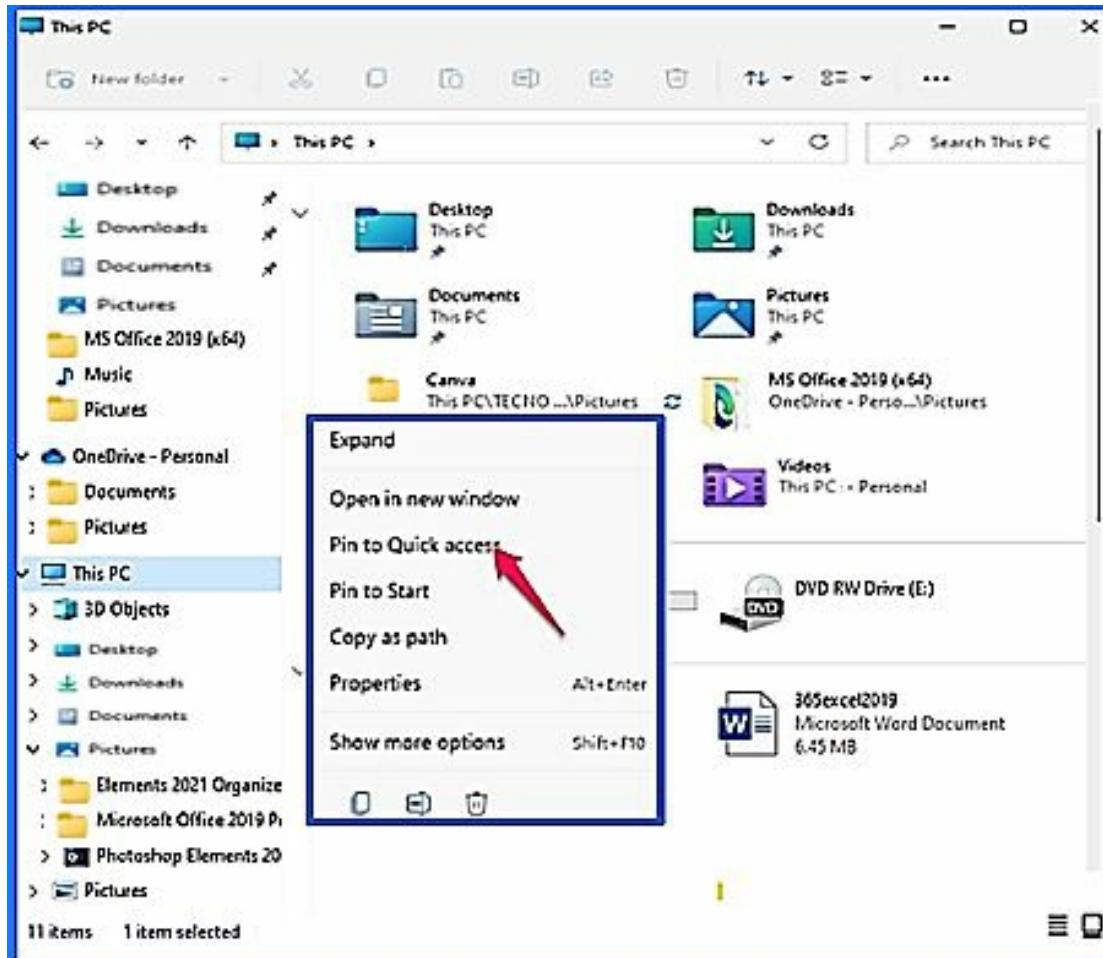 This PC
New folder
This PC
Search This PC
Desktop
Downloads
Documents
Pictures
MS Office 2019 (x64)
Music
Pictures
OneDrive - Personal
Documents
Pictures
This PC
3D Objects
Desktop
Downloads
Documents
Pictures
Elements 2021 Organize
Microsoft Office 2019 P
Photoshop Elements 20
Pictures
Desktop
This PC
Downloads
This PC
Documents
This PC
Pictures
This PC
Canva
This PC\TECNO ...\Pictures
MS Office 2019 (x64)
OneDrive - Perso...\Pictures
Videos
This PC - Personal
Expand
Open in new window
Pin to Quick access
Pin to Start
Copy as path
Properties Alt+Enter
Show more options Shift+F10
DVD
DVD RW Drive (E:)
W
365excel2019
Microsoft Word Document
6.45 MB
11 items 1 item selected